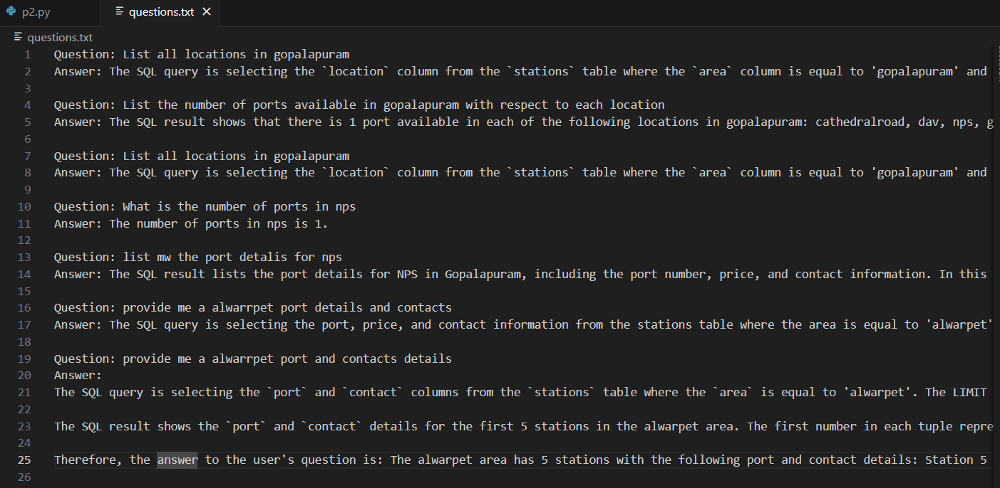 p2.py
questions.txt
questions.txt
1 Question: List all locations in gopalapuram
2 Answer: The SQL query is selecting the `location` column from the `stations` table where the `area` column is equal to 'gopalapuram' and
3
4 Question: List the number of ports available in gopalapuram with respect to each location
5 Answer: The SQL result shows that there is 1 port available in each of the following locations in gopalapuram: cathedralroad, dav, nps, g
6
7 Question: List all locations in gopalapuram
8 Answer: The SQL query is selecting the `location` column from the `stations` table where the `area` column is equal to 'gopalapuram' and
9
10 Question: What is the number of ports in nps
11 Answer: The number of ports in nps is 1.
12
13 Question: list mw the port detalis for nps
14 Answer: The SQL result lists the port details for NPS in Gopalapuram, including the port number, price, and contact information. In this
15
16 Question: provide me a alwarrpet port details and contacts
17 Answer: The SQL query is selecting the port, price, and contact information from the stations table where the area is equal to 'alwarpet'
18
19 Question: provide me a alwarrpet port and contacts details
20 Answer:
21 The SQL query is selecting the `port` and `contact` columns from the `stations` table where the `area` is equal to 'alwarpet'. The LIMIT
22
23 The SQL result shows the `port` and `contact` details for the first 5 stations in the alwarpet area. The first number in each tuple repre
24
25 Therefore, the answer to the user's question is: The alwarpet area has 5 stations with the following port and contact details: Station 5
26